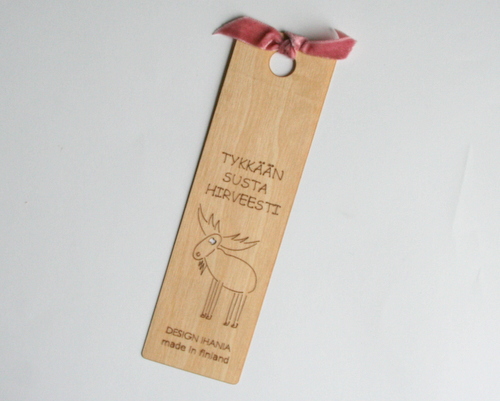 TYKKÄÄN
SUSTA
HIRVEESTI
DESIGN IHANIA
made in finland